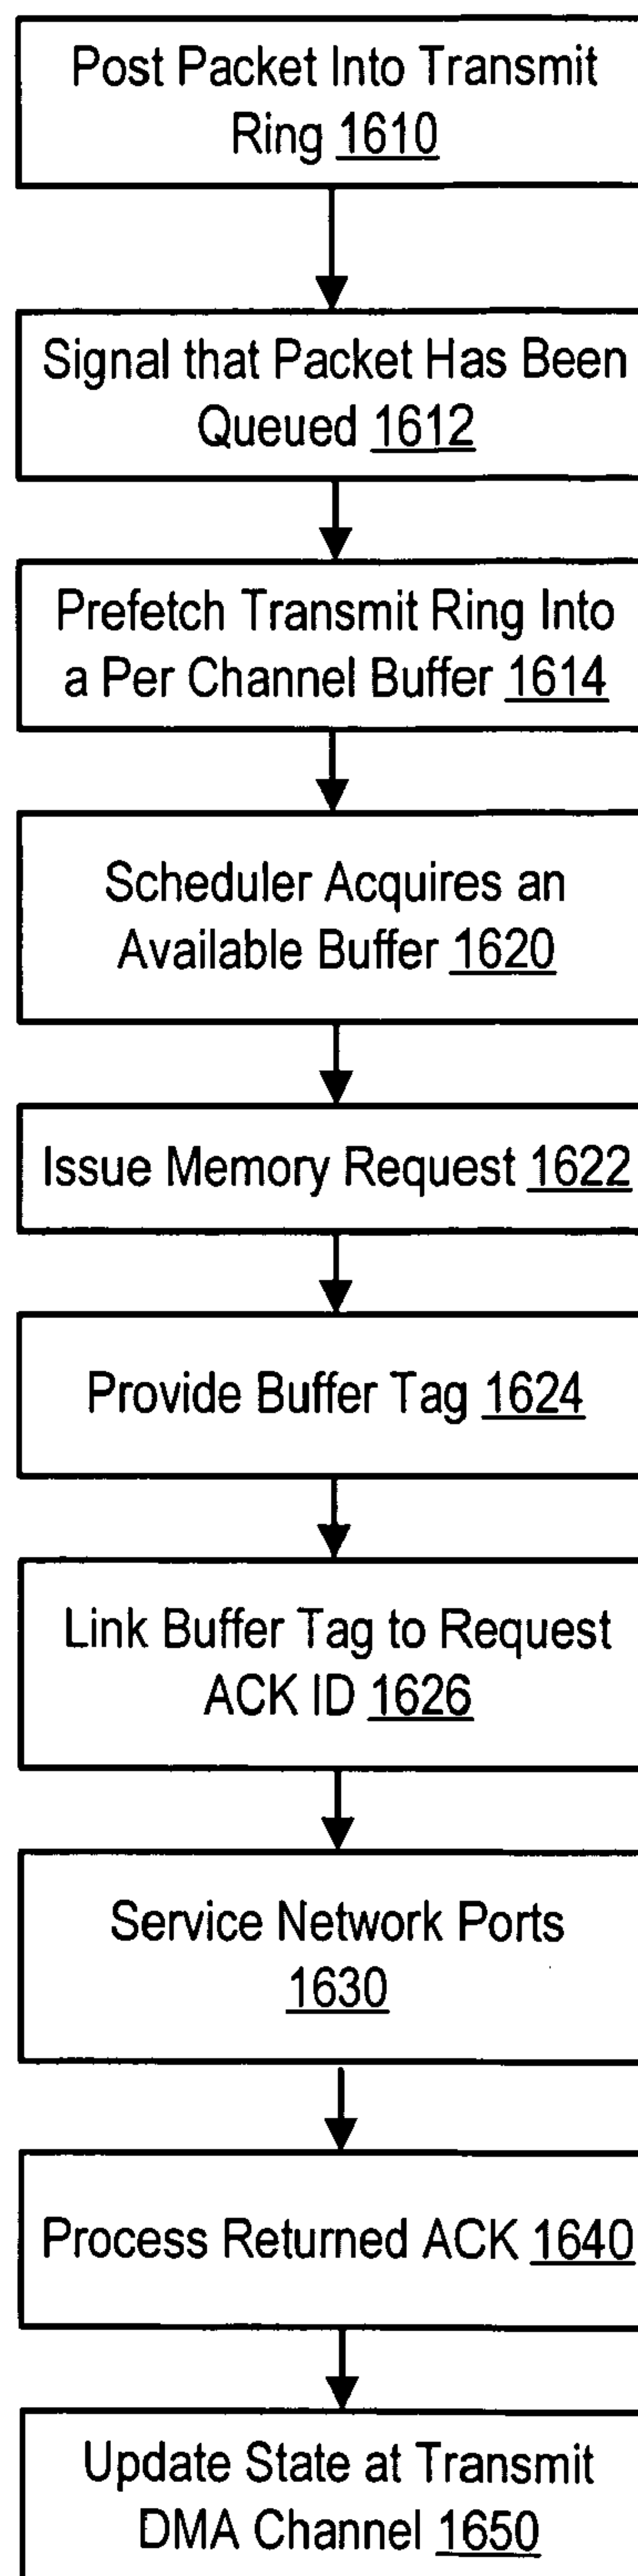 Post Packet Into Transmit
Ring 1610
Signal that Packet Has Been
Queued 1612
Prefetch Transmit Ring Into
a Per Channel Buffer 1614
Scheduler Acquires an
Available Buffer 1620
Issue Memory Request 1622
Provide Buffer Tag 1624
Link Buffer Tag to Request
ACK ID 1626
Service Network Ports
1630
Process Returned ACK 1640
Update State at Transmit
DMA Channel 1650